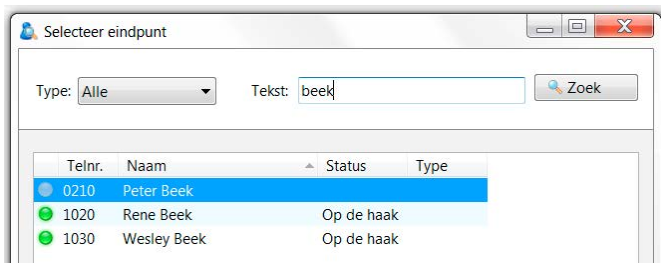 Selecteer eindpunt
Type: Alle Tekst: beek Zoek
Telnr. Naam Status Type
0210 Peter Beek
1020 Rene Beek Op de haak
1030 Wesley Beek Op de haak